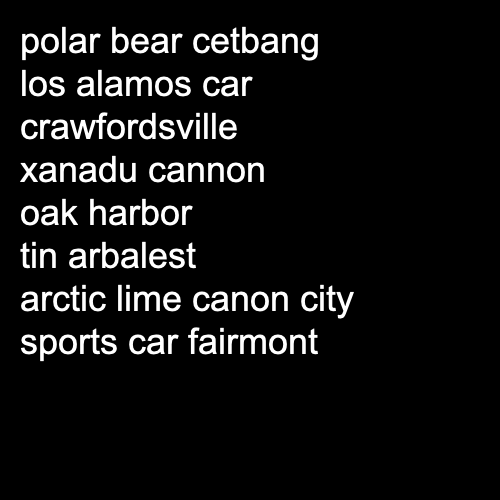 polar bear cetbang
los alamos car
crawfordsville
xanadu cannon
oak harbor
tin arbalest
arctic lime canon city
sports car fairmont